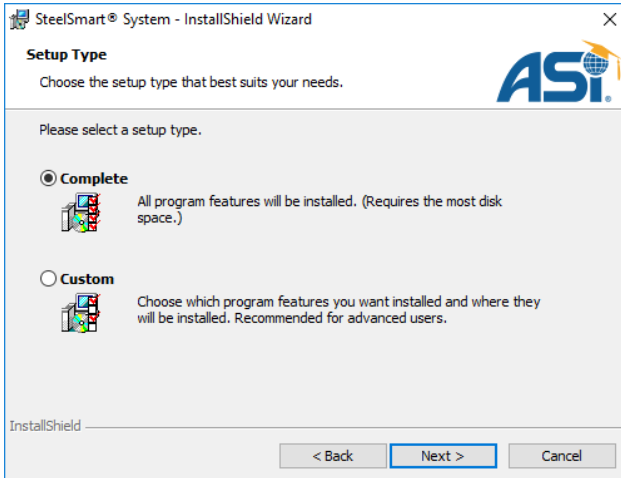 SteelSmart® System - InstallShield Wizard
Setup Type
Choose the setup type that best suits your needs.
ASi®
Please select a setup type.
Complete
All program features will be installed. (Requires the most disk
space.)
Custom
Choose which program features you want installed and where they
will be installed. Recommended for advanced users.
InstallShield
< Back
Next >
Cancel